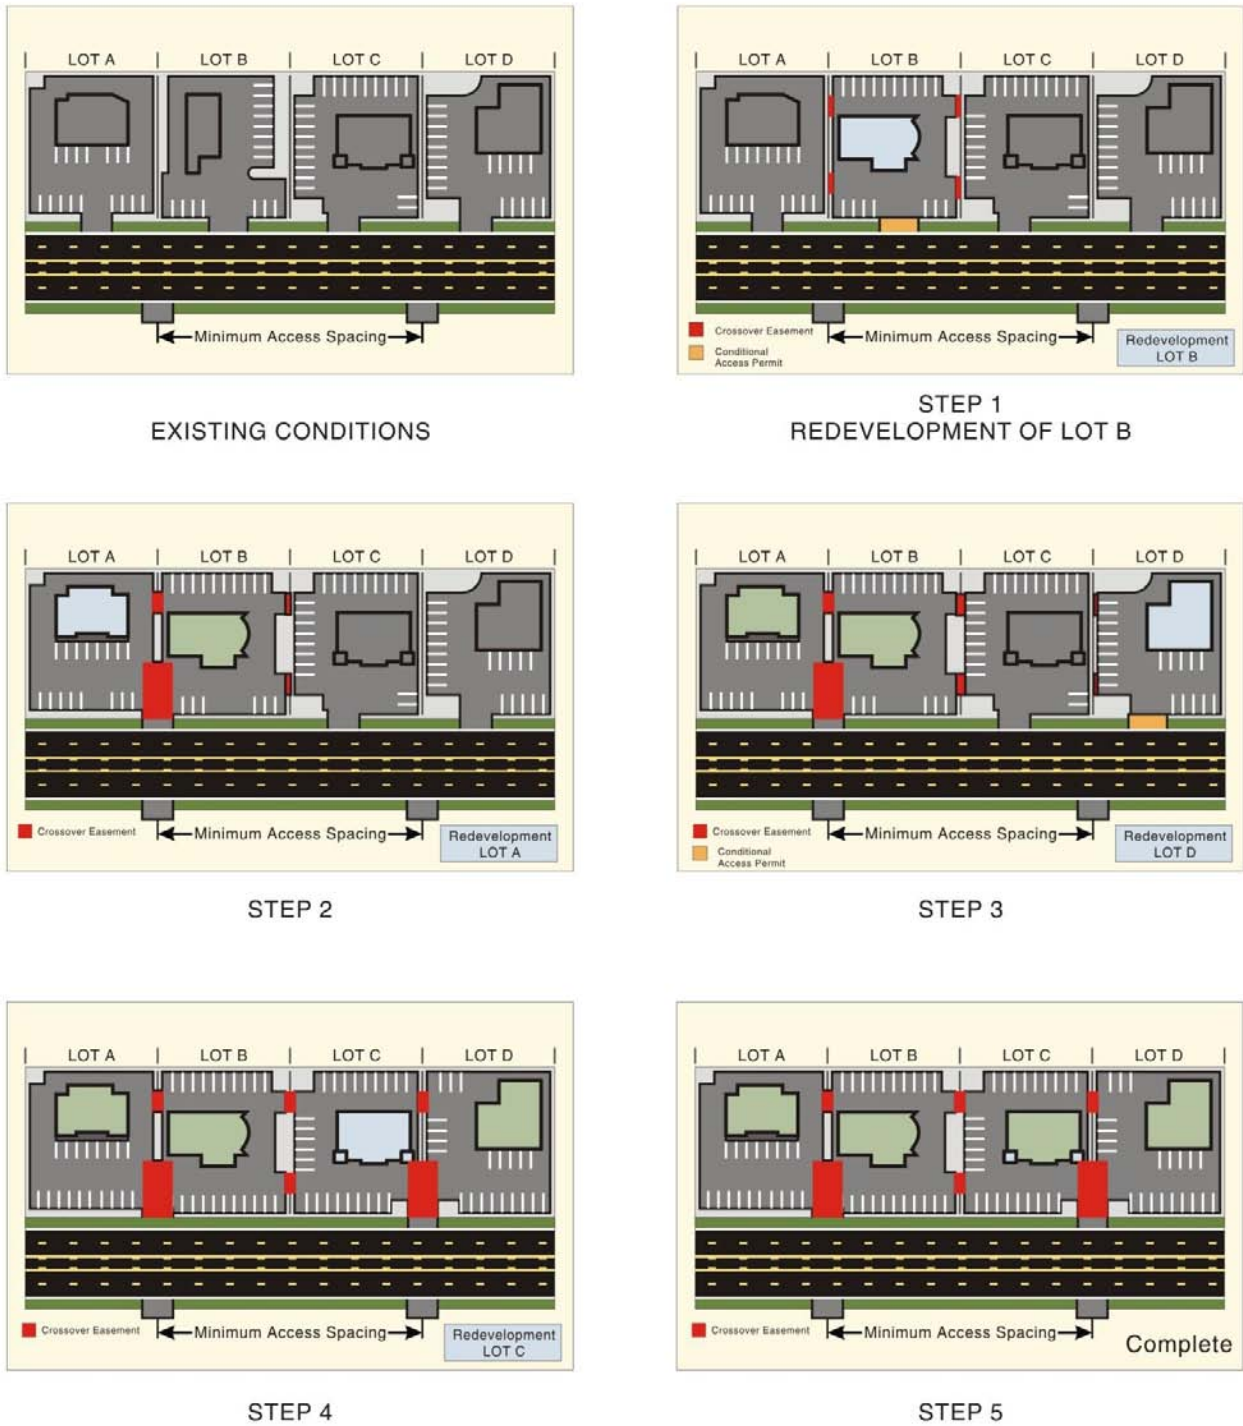 LOT A LOT B LOT C LOT D
Minimum Access Spacing
EXISTING CONDITIONS
LOT A LOT B LOT C LOT D
Minimum Access Spacing
Crossover Easement
Conditional
Access Permit
Redevelopment
LOT B
STEP 1
REDEVELOPMENT OF LOT B
LOT A LOT B LOT C LOT D
Minimum Access Spacing
Crossover Easement
Redevelopment
LOT A
STEP 2
LOT A LOT B LOT C LOT D
Minimum Access Spacing
Crossover Easement
Conditional
Access Permit
Redevelopment
LOT D
STEP 3
LOT A LOT B LOT C LOT D
Minimum Access Spacing
Crossover Easement
Redevelopment
LOT C
STEP 4
LOT A LOT B LOT C LOT D
Minimum Access Spacing
Crossover Easement
Complete
STEP 5